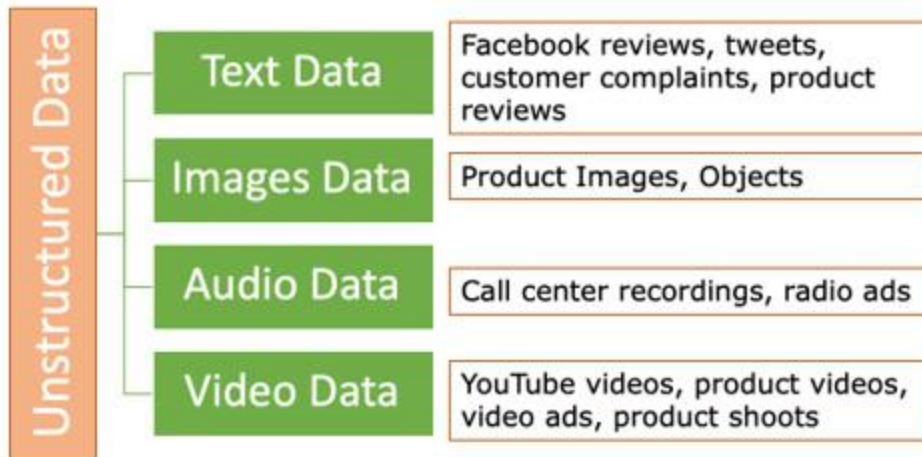 Unstructured Data
Text Data
Facebook reviews, tweets,
customer complaints, product
reviews
Images Data
Product Images, Objects
Audio Data
Call center recordings, radio ads
Video Data
YouTube videos, product videos,
video ads, product shoots